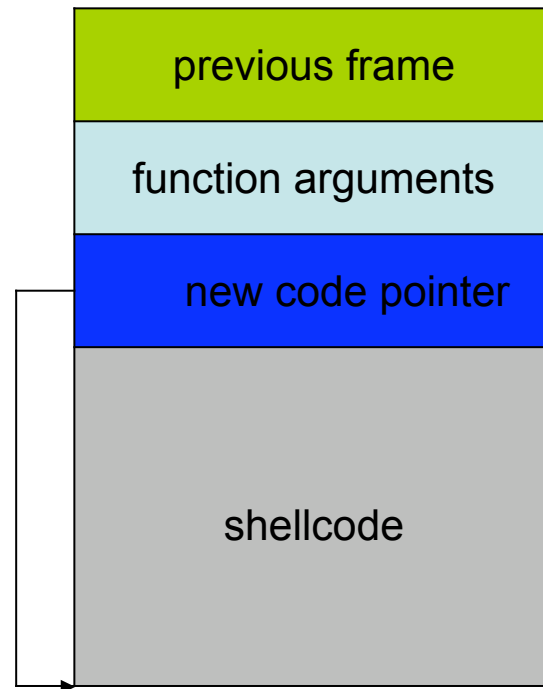 previous frame
function arguments
new code pointer
shellcode